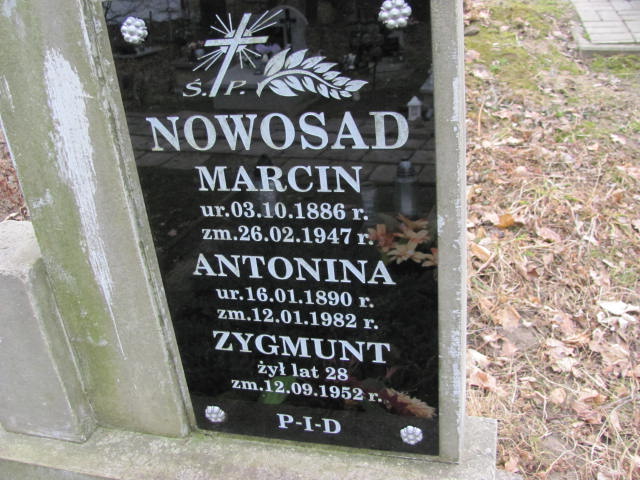 Ś. P.
NOWOSAD
MARCIN
ur.03.10.1886 r.
zm.26.02.1947 r.
ANTONINA
ur.16.01.1890 r.
zm.12.01.1982 r.
ZYGMUNT
żył lat 28
zm.12.09.1952 r.
P-I-D